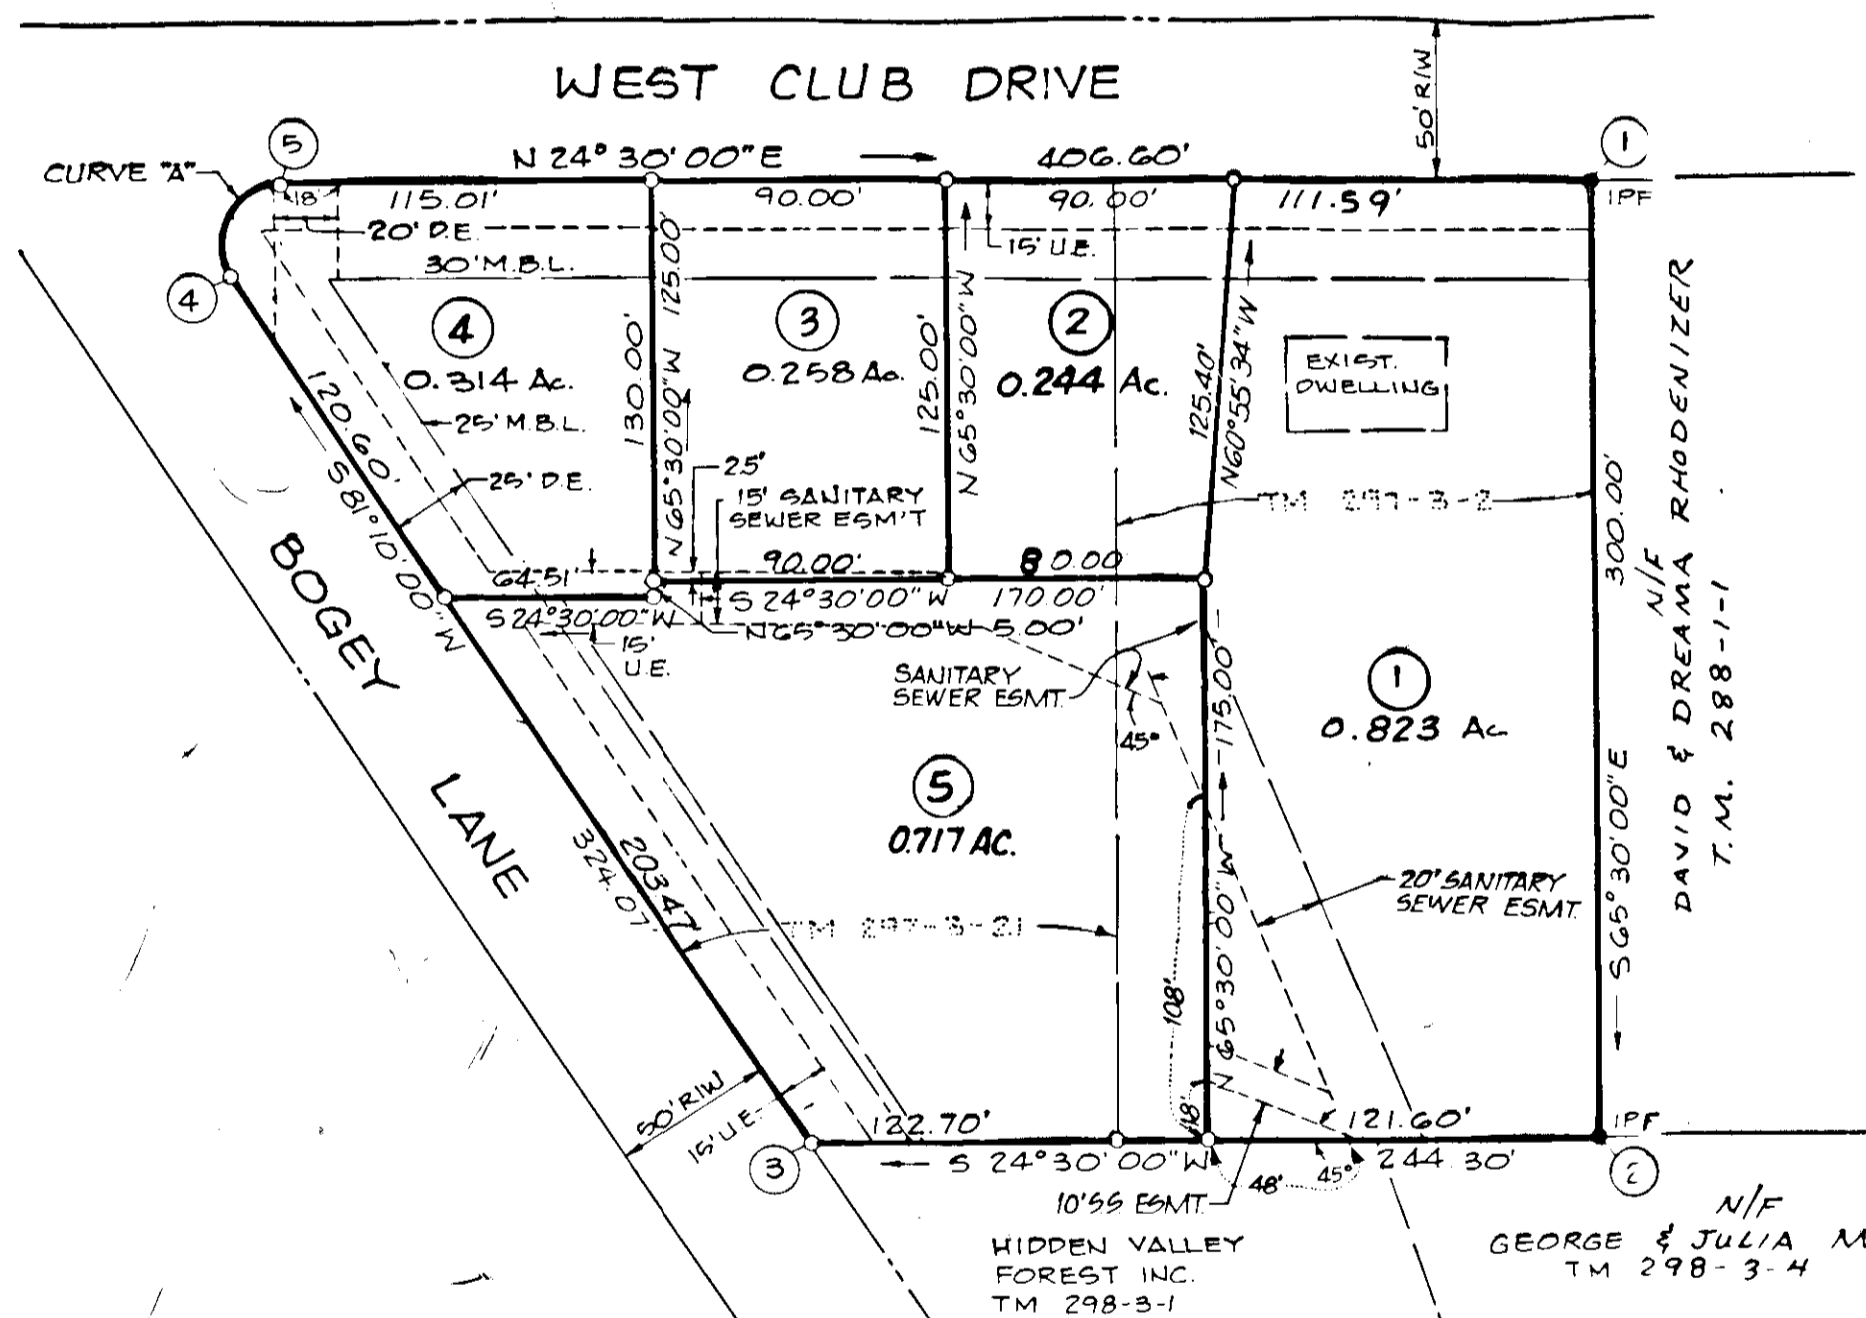 WEST CLUB DRIVE
50' R/W
5
CURVE "A"
N 24° 30' 00" E
406.60'
1
IPF
18'
115.01'
90.00'
90.00'
111.59'
20' D.E.
15' U.E.
30' M.B.L.
4
4
0.314 Ac.
3
0.258 Ac.
2
0.244 Ac.
EXIST.
DWELLING
130.00'
N 65° 30' 00" W 125.00'
125.00'
N 65° 30' 00" W
125.40'
N 60° 55' 34" W
25' M.B.L.
25' D.E.
120.60'
S 81° 10' 00" W
25'
15' SANITARY
SEWER ESM'T
TM 297-3-2
300.00'
S 65° 30' 00" E
N/F
DAVID & DREAMA RHODENIZER
T.M. 288-1-1
64.51'
90.00'
80.00
S 24° 30' 00" W
S 24° 30' 00" W 170.00'
N 65° 30' 00" W 5.00'
15'
U.E.
BOGEY
LANE
SANITARY
SEWER ESMT.
45°
175.00'
N 65° 30' 00" W
1
0.823 Ac
5
0.717 AC.
203.47'
324.07'
TM 297-3-21
20' SANITARY
SEWER ESMT.
108'
18'
50' R/W
15' U.E.
3
122.70'
121.60'
IPF
S 24° 30' 00" W
48'
45°
244.30'
2
10' SS ESMT.
HIDDEN VALLEY
FOREST INC.
TM 298-3-1
N/F
GEORGE & JULIA M
TM 298-3-4